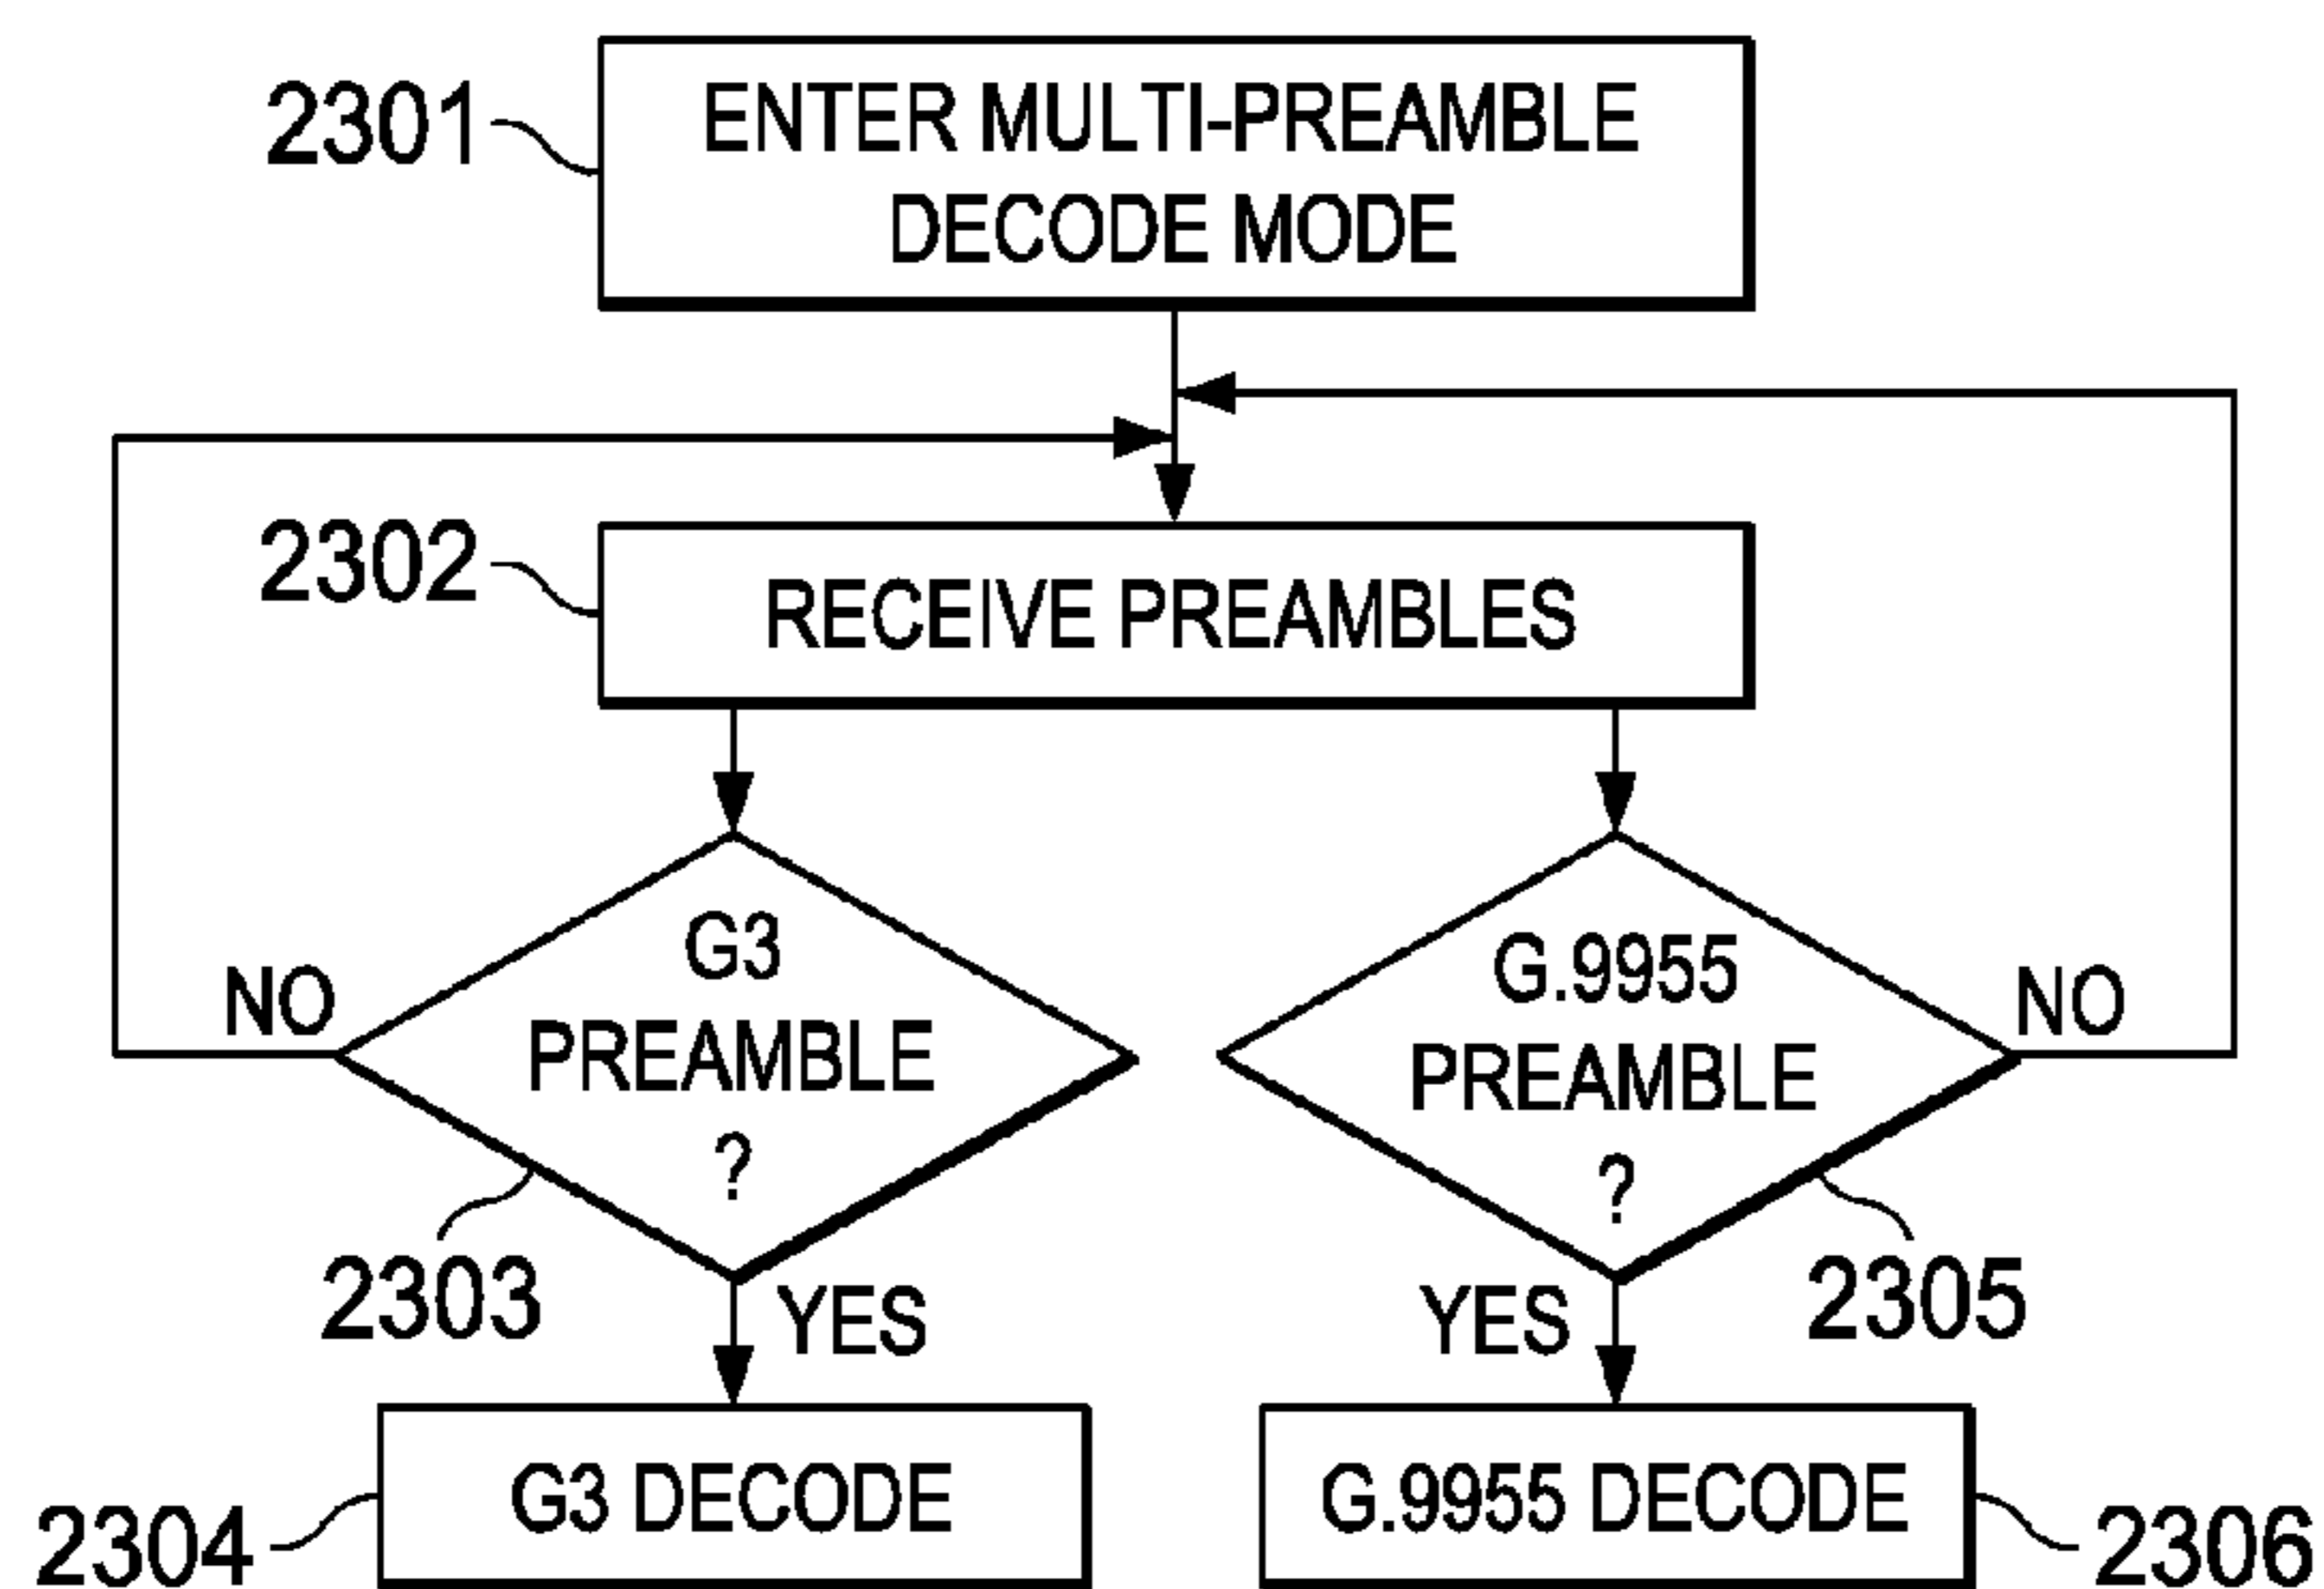 2301
ENTER MULTI-PREAMBLE
DECODE MODE
2302
RECEIVE PREAMBLES
G3
PREAMBLE
?
NO
G.9955
PREAMBLE
?
NO
2303
YES
YES
2305
G3 DECODE
2304
G.9955 DECODE
2306